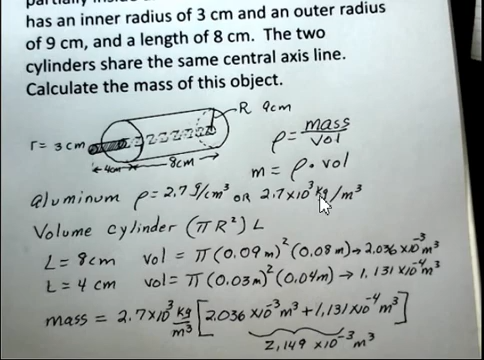 partially inside
has an inner radius of 3 cm and an outer radius
of 9 cm, and a length of 8 cm. The two
cylinders share the same central axis line.
Calculate the mass of this object.
R 9cm
r = 3 cm
4cm
8cm
ρ = mass / vol
m = ρ • vol
Aluminum ρ = 2.7 g/cm³ OR 2.7×10³ kg/m³
Volume cylinder (πR²) L
L = 8cm vol = π(0.09m)²(0.08m) → 2.036×10⁻³m³
L = 4 cm vol = π(0.03m)²(0.04m) → 1.131×10⁻⁴m³
mass = 2.7×10³ kg/m³ [2.036×10⁻³m³ + 1.131×10⁻⁴m³]
2.149 ×10⁻³m³